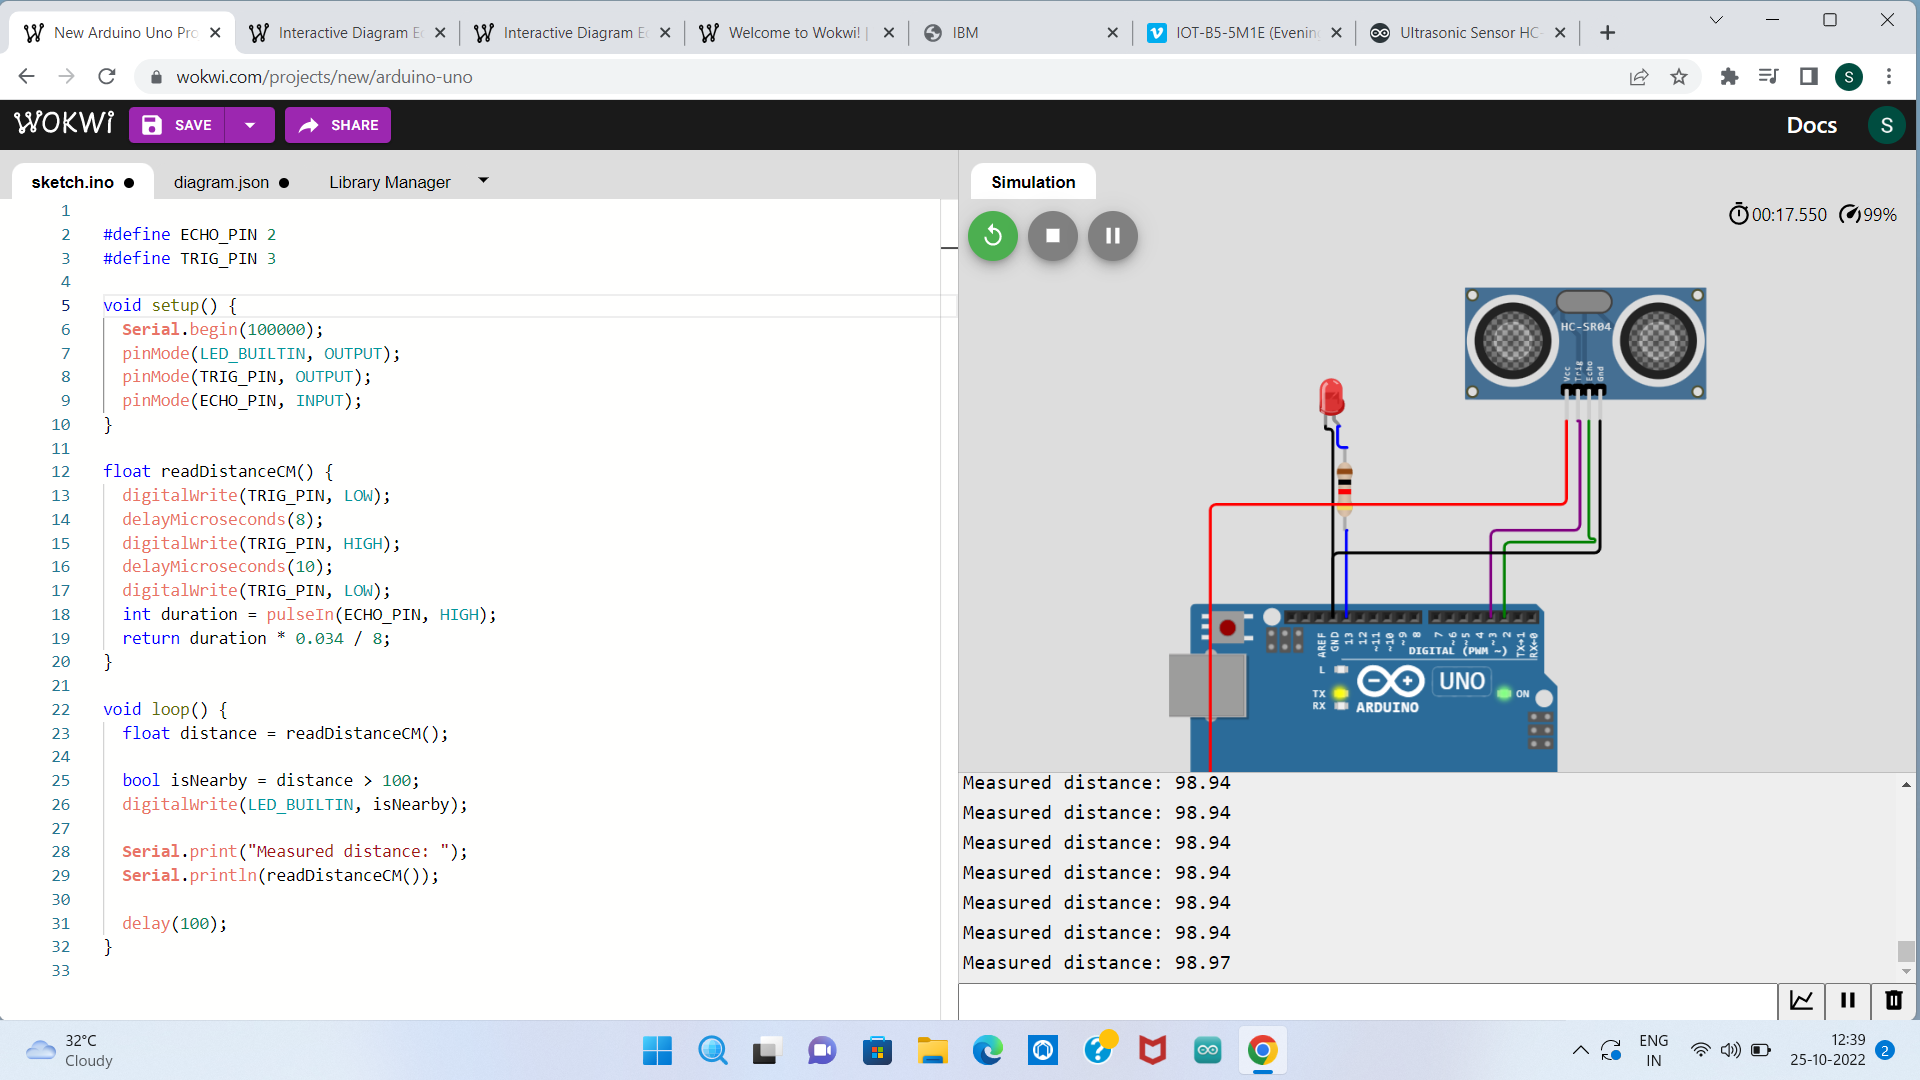 New Arduino Uno Pro
Interactive Diagram E
Interactive Diagram E
Welcome to Wokwi! |
IBM
IOT-B5-5M1E (Evenin
Ultrasonic Sensor HC-
wokwi.com/projects/new/arduino-uno
S
WOKWi
SAVE
SHARE
Docs
S
sketch.ino ●
diagram.json ●
Library Manager
Simulation
00:17.550
99%
1
2 #define ECHO_PIN 2
3 #define TRIG_PIN 3
4
5 void setup() {
6 Serial.begin(100000);
7 pinMode(LED_BUILTIN, OUTPUT);
8 pinMode(TRIG_PIN, OUTPUT);
9 pinMode(ECHO_PIN, INPUT);
10 }
11
12 float readDistanceCM() {
13 digitalWrite(TRIG_PIN, LOW);
14 delayMicroseconds(8);
15 digitalWrite(TRIG_PIN, HIGH);
16 delayMicroseconds(10);
17 digitalWrite(TRIG_PIN, LOW);
18 int duration = pulseIn(ECHO_PIN, HIGH);
19 return duration * 0.034 / 8;
20 }
21
22 void loop() {
23 float distance = readDistanceCM();
24
25 bool isNearby = distance > 100;
26 digitalWrite(LED_BUILTIN, isNearby);
27
28 Serial.print("Measured distance: ");
29 Serial.println(readDistanceCM());
30
31 delay(100);
32 }
33
HC-SR04
Vcc
Trig
Echo
Gnd
AREF
GND
13
12
~11
~10
~9
8
7
~6
~5
4
~3
2
TX→1
RX←0
DIGITAL (PWM ~)
L
TX
RX
UNO
ON
ARDUINO
Measured distance: 98.94
Measured distance: 98.94
Measured distance: 98.94
Measured distance: 98.94
Measured distance: 98.94
Measured distance: 98.94
Measured distance: 98.97
32°C
Cloudy
ENG
IN
12:39
25-10-2022
2